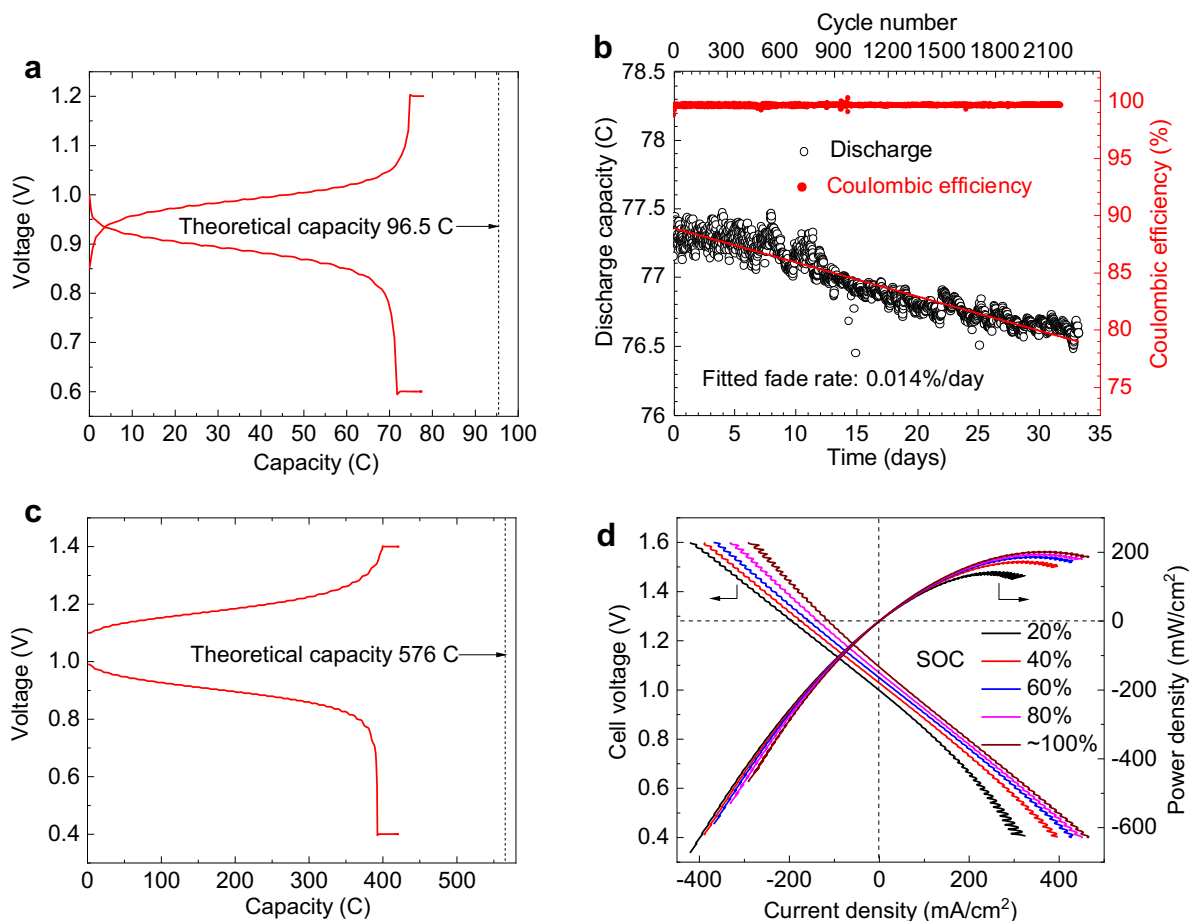 a
1.2
1.1
1.0
0.9
0.8
0.7
0.6
Voltage (V)
Theoretical capacity 96.5 C
0 10 20 30 40 50 60 70 80 90 100
Capacity (C)
b
Cycle number
0 300 600 900 1200 1500 1800 2100
78.5
78
77.5
77
76.5
76
Discharge capacity (C)
Discharge
Coulombic efficiency
Fitted fade rate: 0.014%/day
100
95
90
85
80
75
Coulombic efficiency (%)
0 5 10 15 20 25 30 35
Time (days)
c
1.4
1.2
1.0
0.8
0.6
0.4
Voltage (V)
Theoretical capacity 576 C
0 100 200 300 400 500
Capacity (C)
d
1.6
1.4
1.2
1.0
0.8
0.6
0.4
Cell voltage (V)
SOC
20%
40%
60%
80%
~100%
200
0
-200
-400
-600
Power density (mW/cm²)
-400 -200 0 200 400
Current density (mA/cm²)